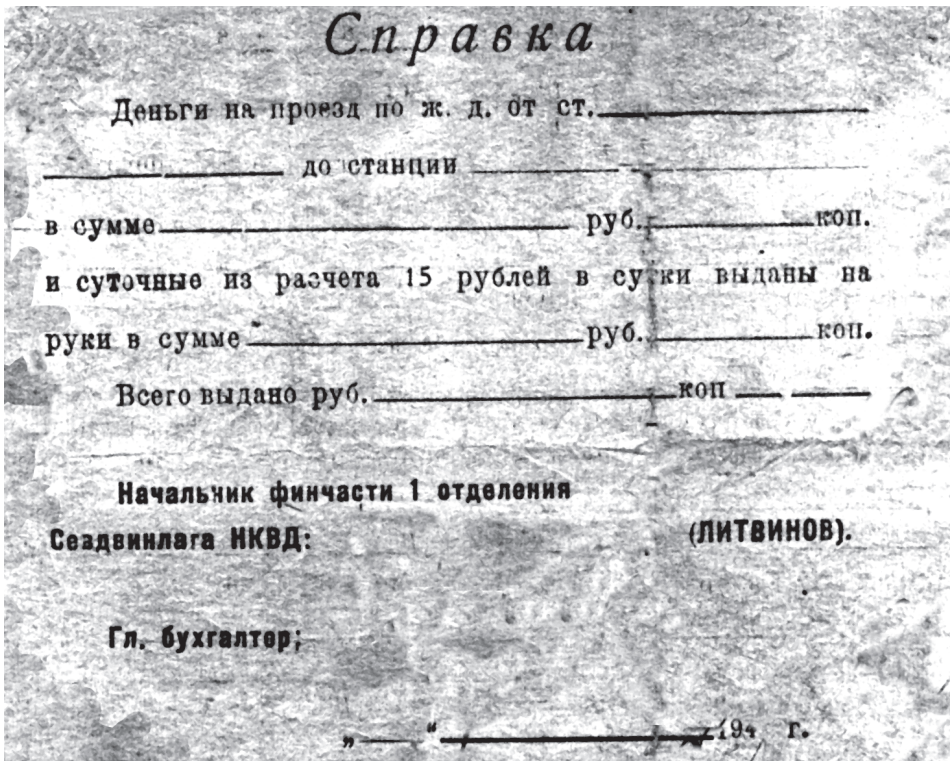 Справка
Деньги на проезд по ж. д. от ст.
до станции
в сумме руб. коп.
и суточные из расчета 15 рублей в сутки выданы на
руки в сумме руб. коп.
Всего выдано руб. коп
Начальник финчасти 1 отделения
Сездвинлага НКВД: (ЛИТВИНОВ).
Гл. бухгалтер;
„ “ 194 г.